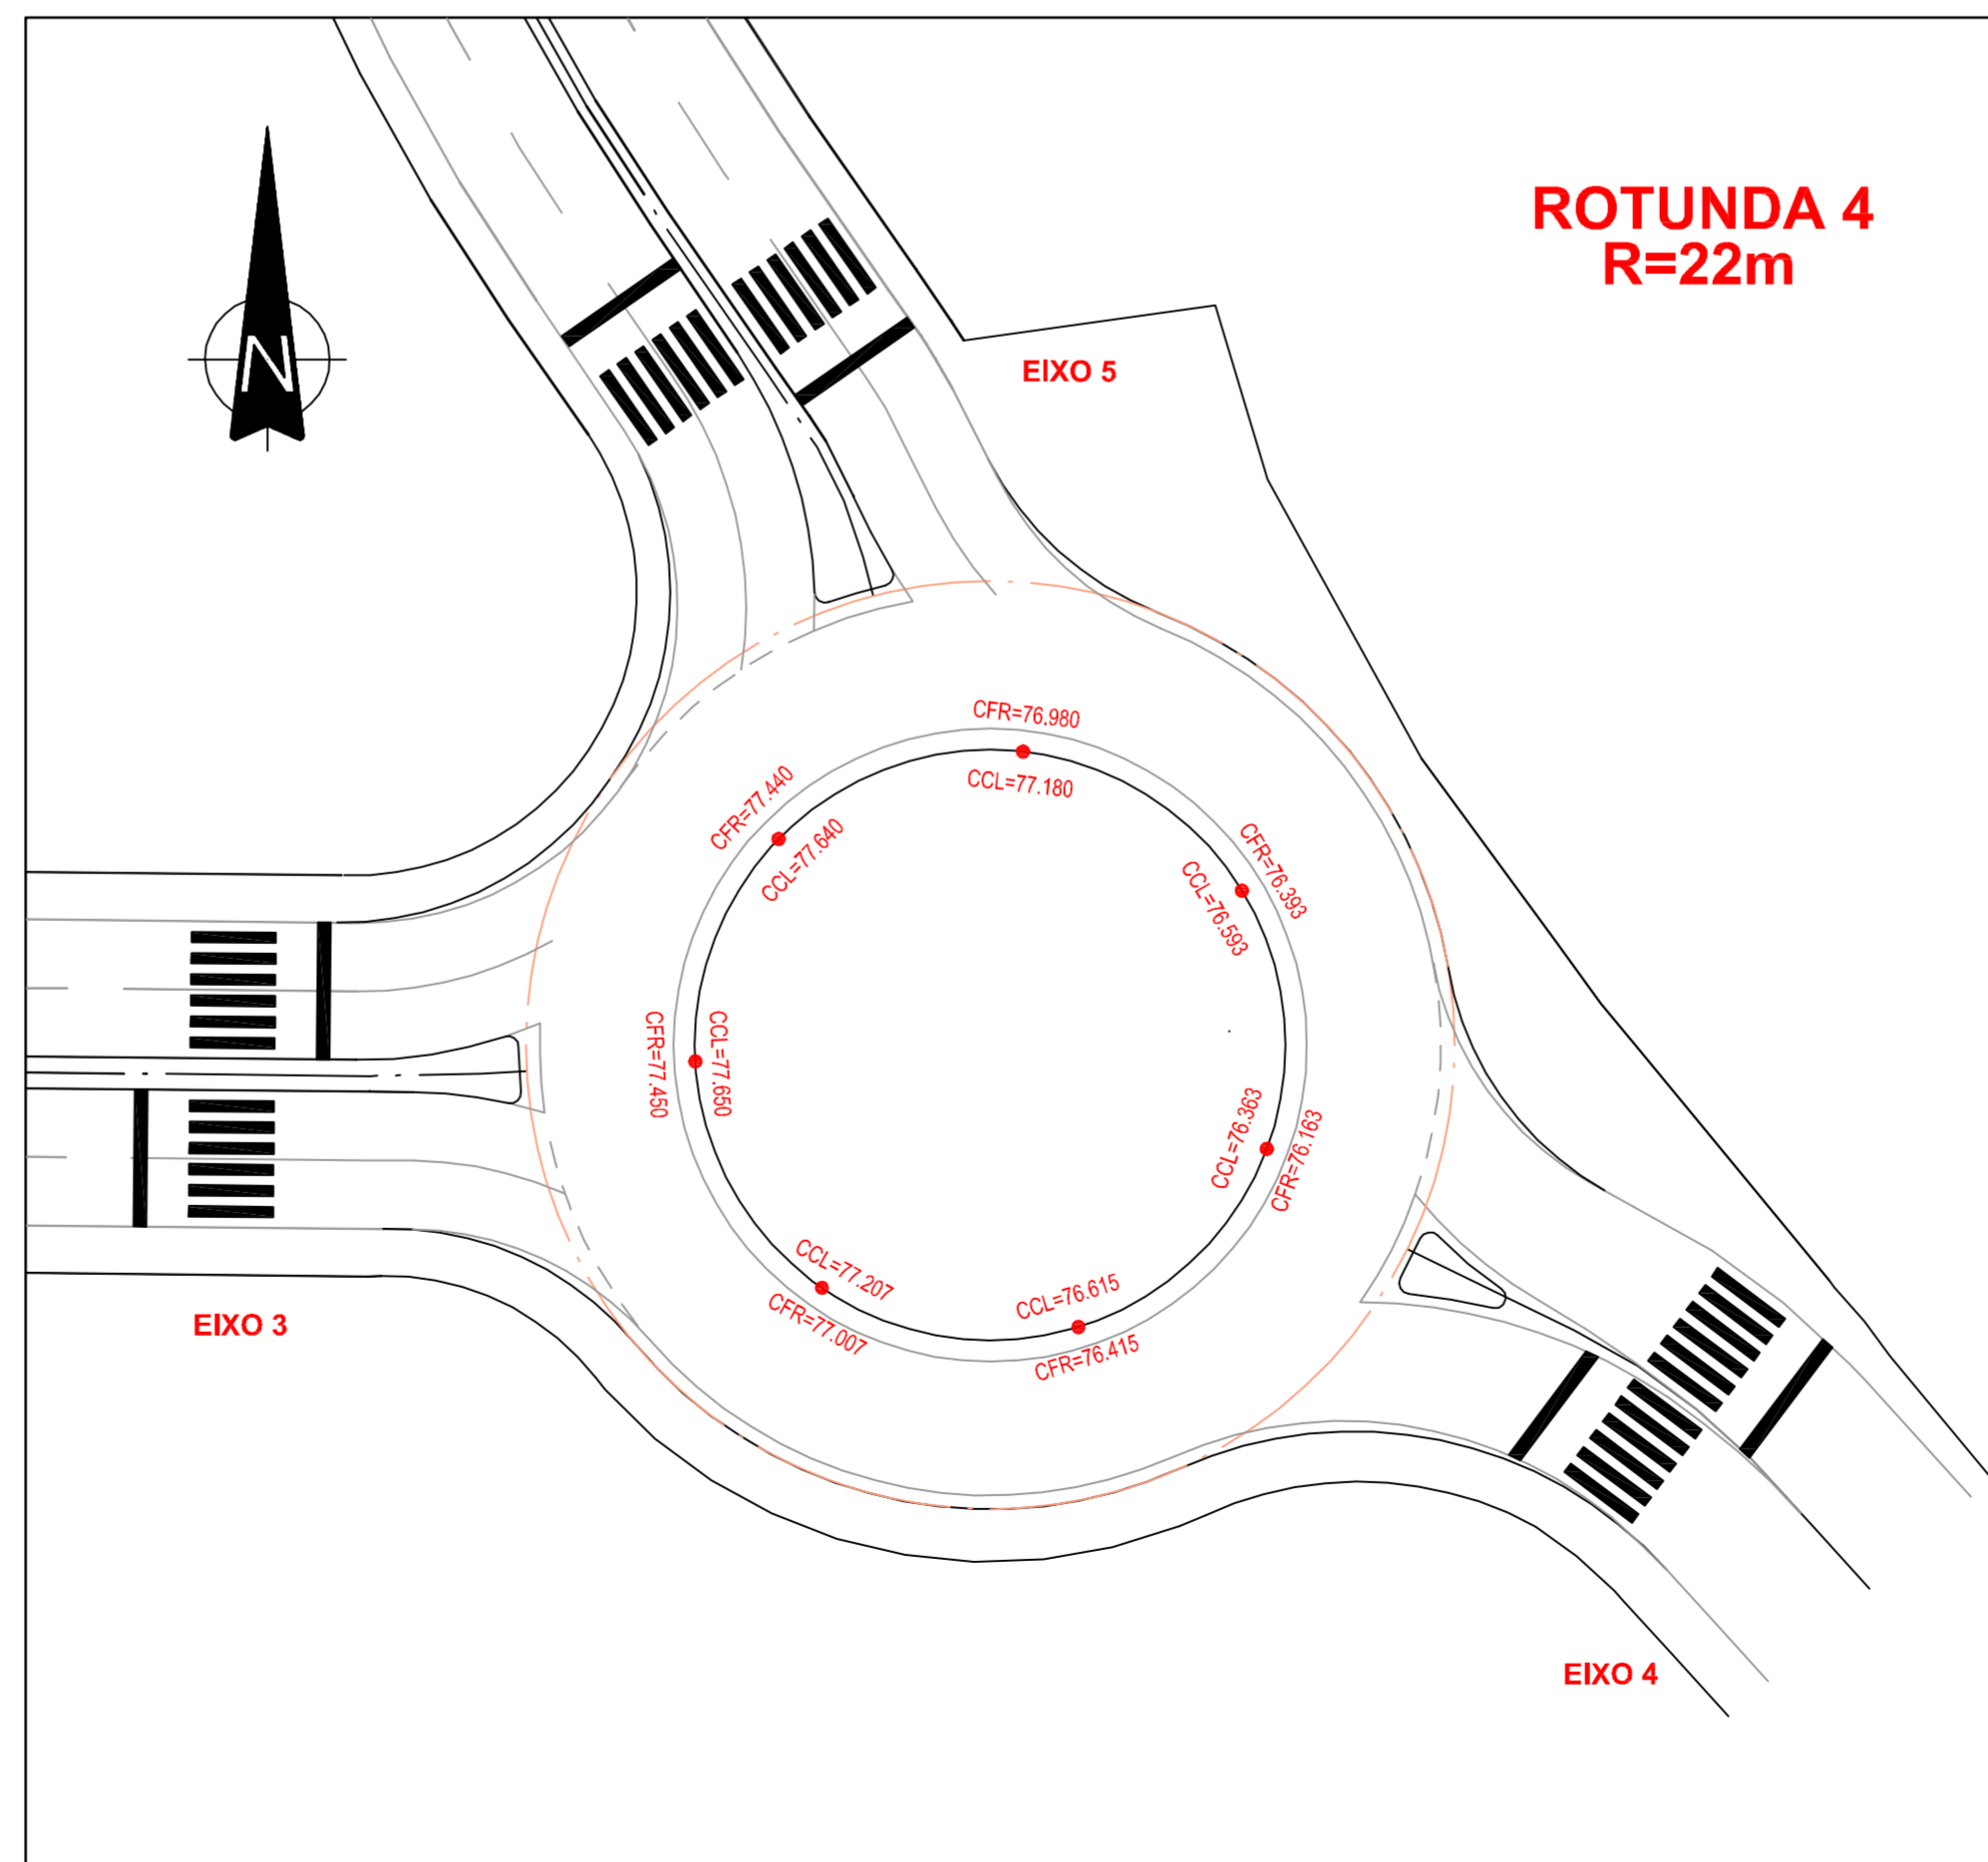 ROTUNDA 4
R=22m
N
EIXO 5
CFR=76.980
CCL=77.180
CFR=77.440
CCL=77.640
CFR=76.393
CCL=76.593
CFR=77.450
CCL=77.650
CCL=76.363
CFR=76.163
CCL=77.207
CFR=77.007
CCL=76.615
CFR=76.415
EIXO 3
EIXO 4